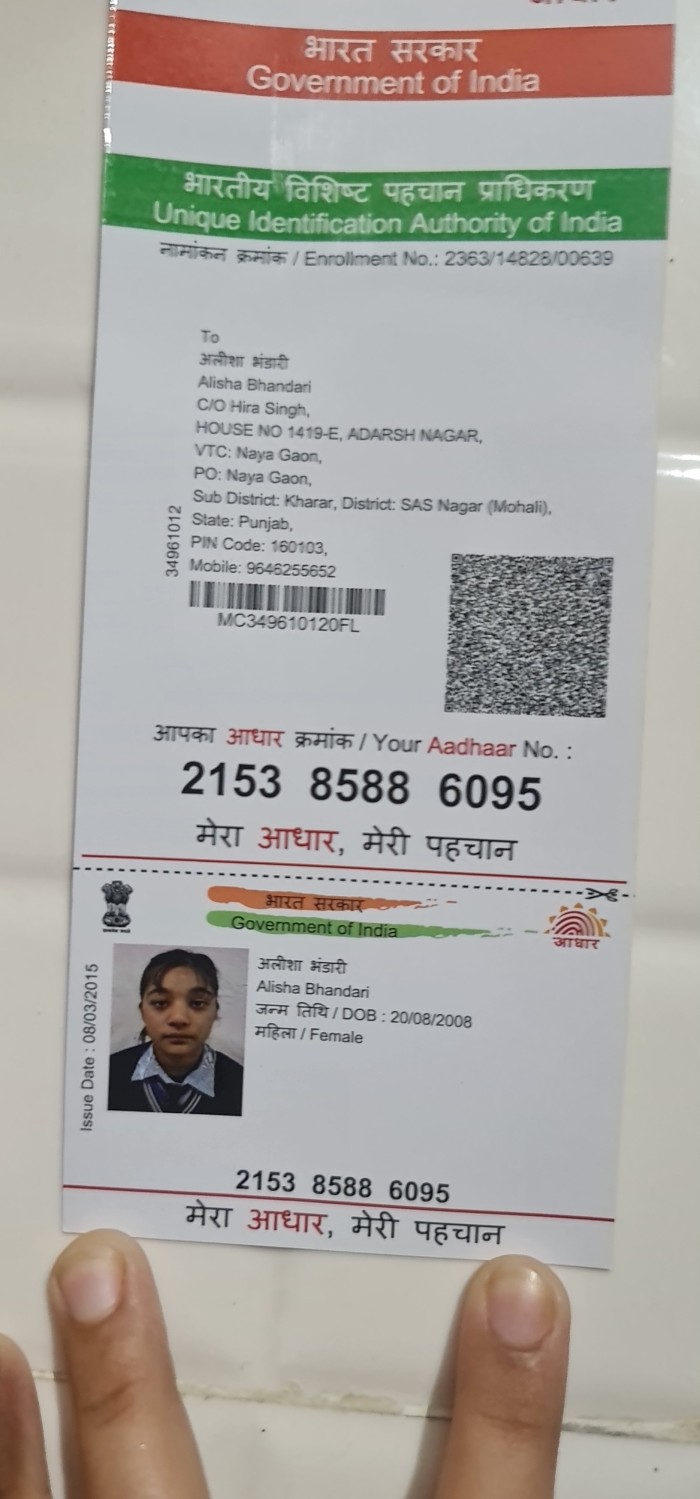 भारत सरकार
Government of India
भारतीय विशिष्ट पहचान प्राधिकरण
Unique Identification Authority of India
नामांकन क्रमांक / Enrollment No.: 2363/14828/00639
To
अलीशा भंडारी
Alisha Bhandari
C/O Hira Singh,
HOUSE NO 1419-E, ADARSH NAGAR,
VTC: Naya Gaon,
PO: Naya Gaon,
Sub District: Kharar, District: SAS Nagar (Mohali),
State: Punjab,
PIN Code: 160103,
Mobile: 9646255652
34961012
MC349610120FL
आपका आधार क्रमांक / Your Aadhaar No. :
2153 8588 6095
मेरा आधार, मेरी पहचान
भारत सरकार
Government of India
आधार
Issue Date : 08/03/2015
अलीशा भंडारी
Alisha Bhandari
जन्म तिथि / DOB : 20/08/2008
महिला / Female
2153 8588 6095
मेरा आधार, मेरी पहचान